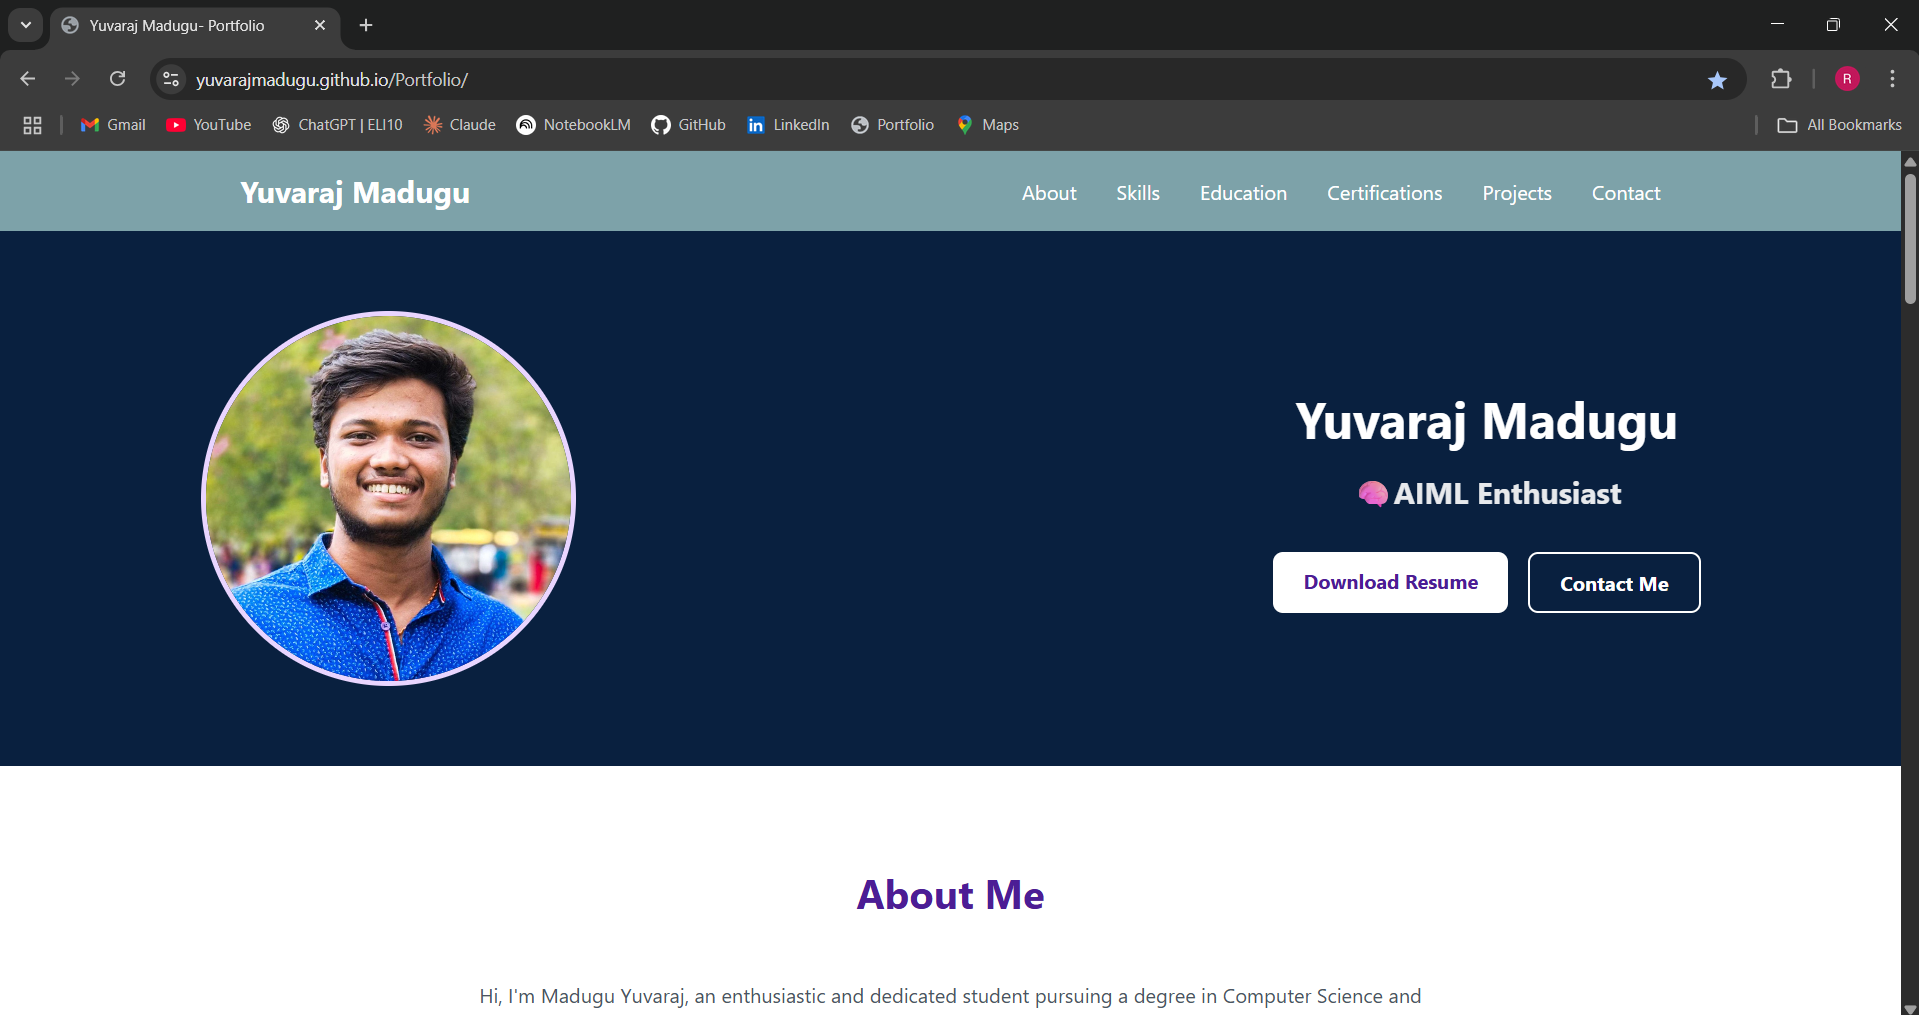 Yuvaraj Madugu- Portfolio
yuvarajmadugu.github.io/Portfolio/
R
Gmail YouTube ChatGPT | ELI10 Claude NotebookLM GitHub LinkedIn Portfolio Maps All Bookmarks
Yuvaraj Madugu About Skills Education Certifications Projects Contact
Yuvaraj Madugu
🧠AIML Enthusiast
Download Resume Contact Me
About Me
Hi, I'm Madugu Yuvaraj, an enthusiastic and dedicated student pursuing a degree in Computer Science and